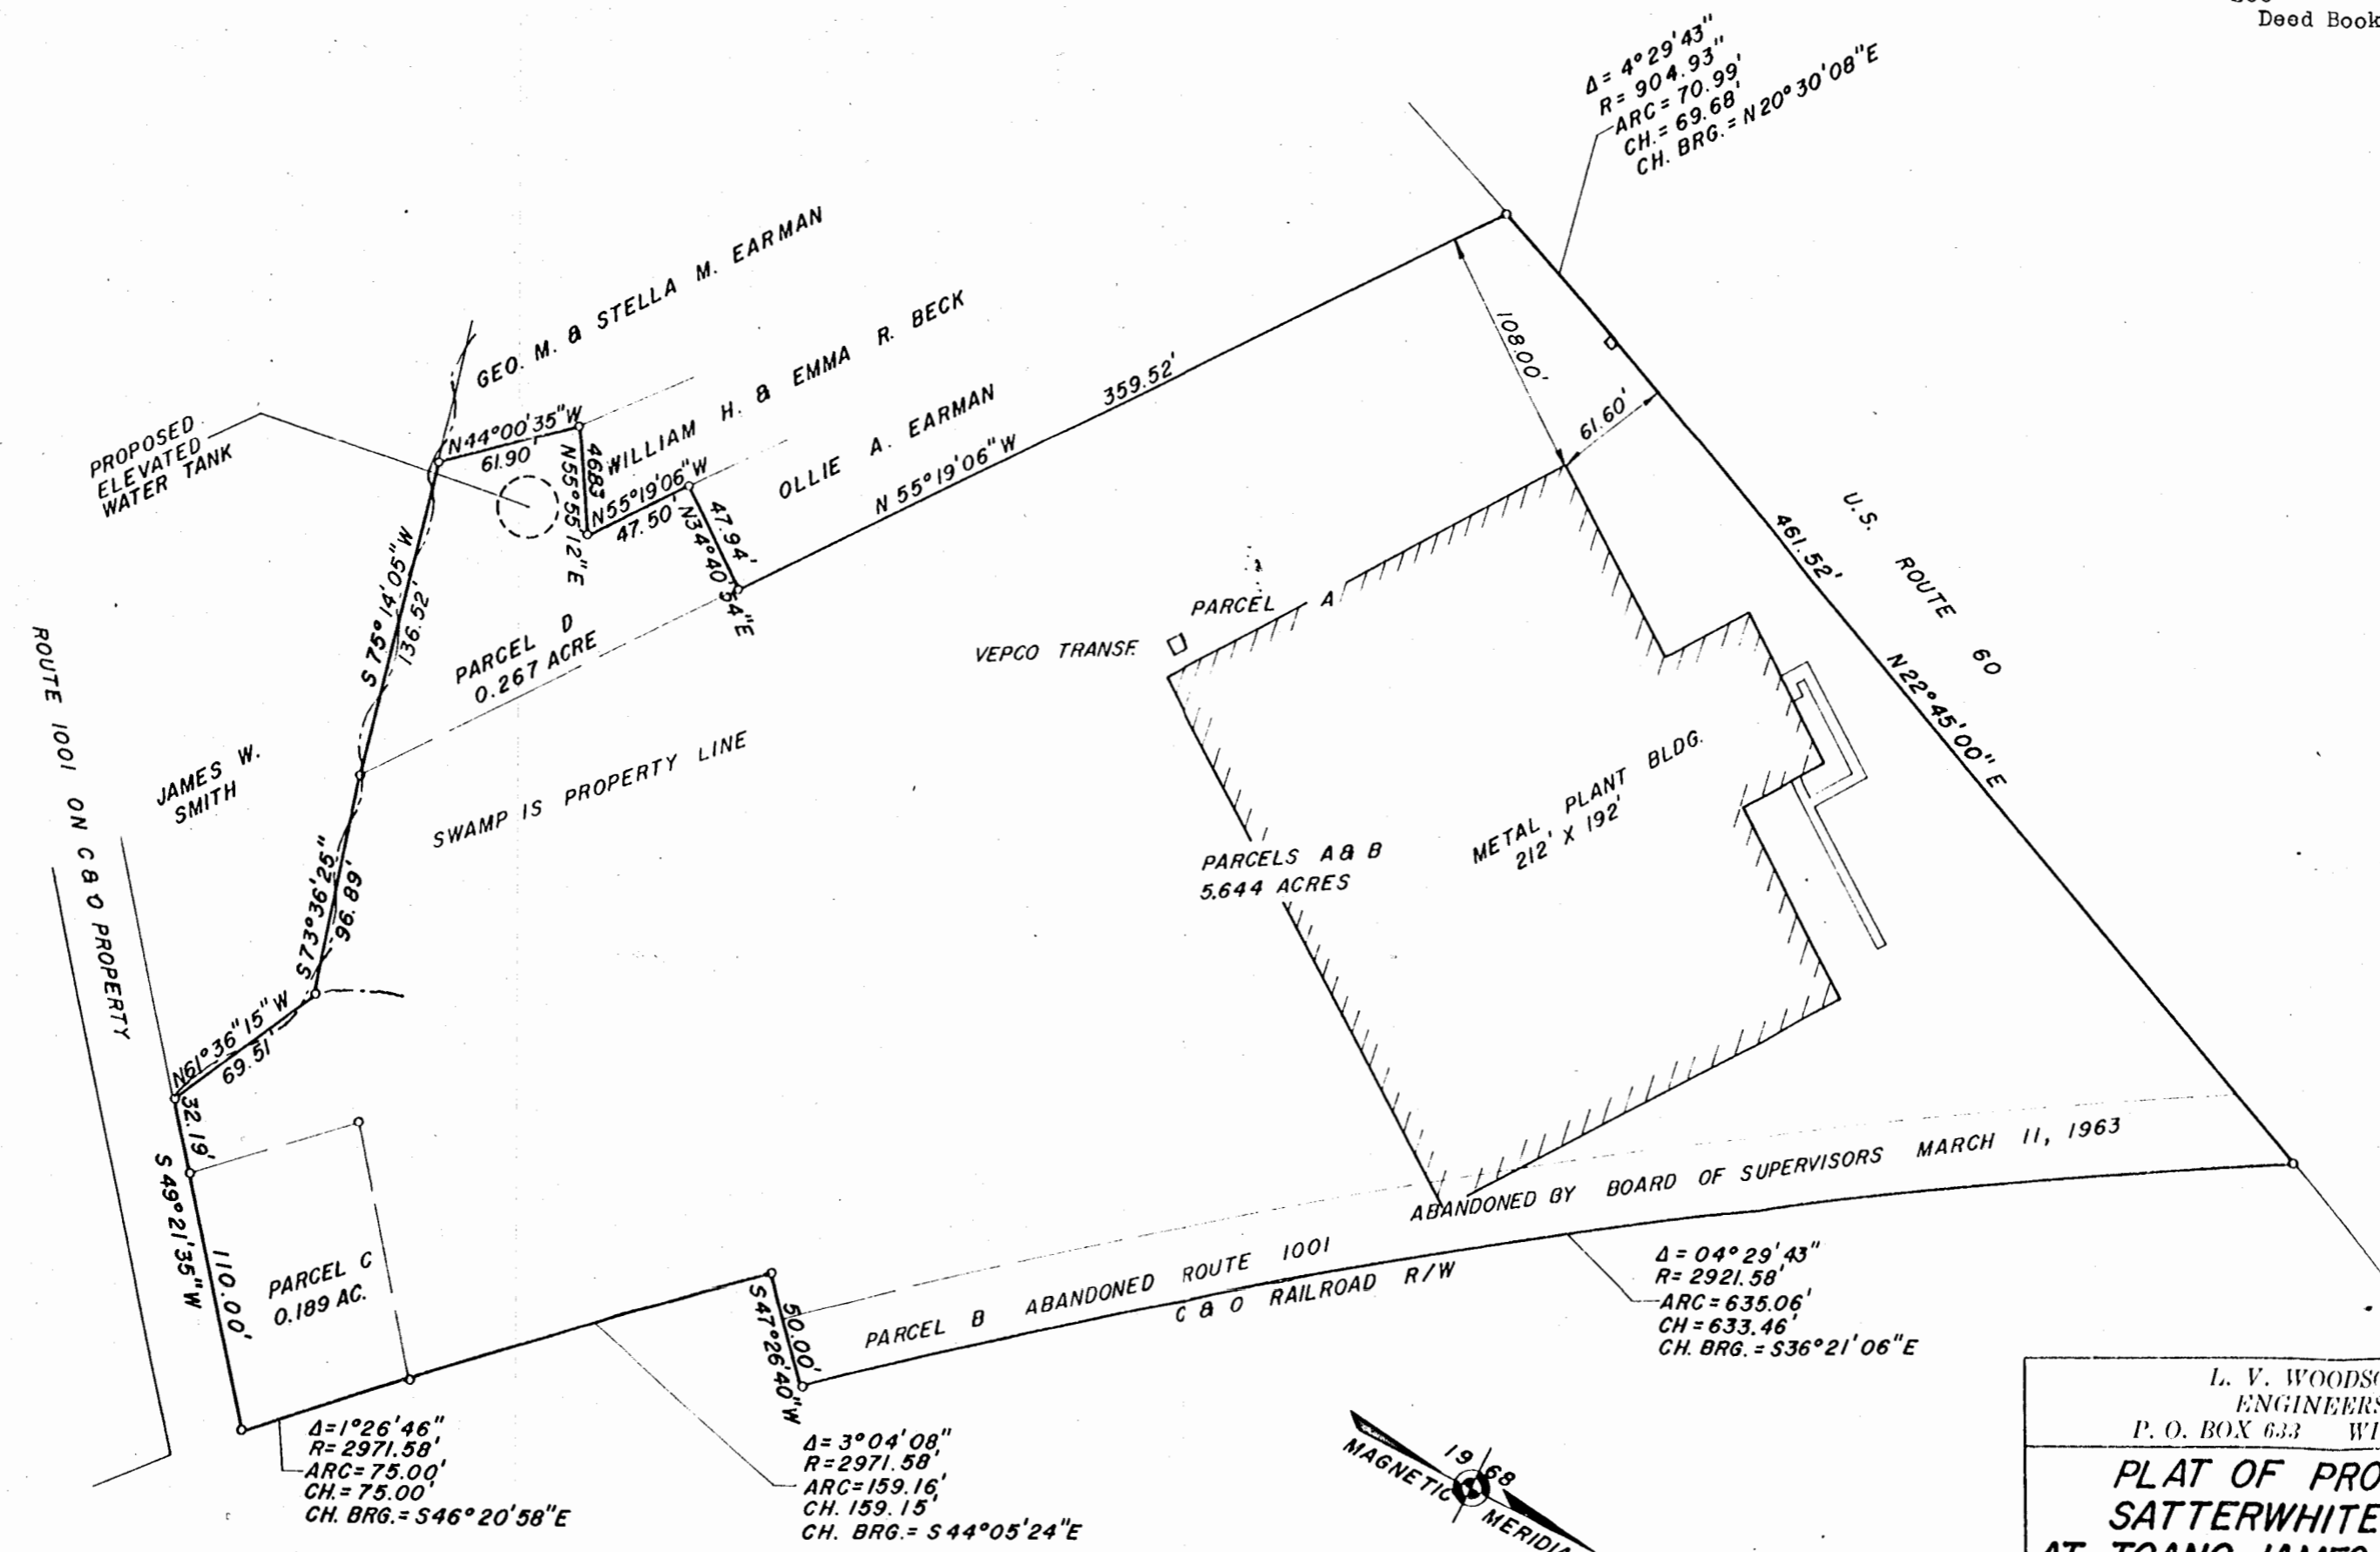 Deed Book
Δ= 4°29'43"
R= 904.93"
ARC= 70.99'
CH.= 69.68'
CH. BRG.= N20°30'08"E
GEO. M. & STELLA M. EARMAN
WILLIAM H. & EMMA R. BECK
OLLIE A. EARMAN
359.52'
N 55°19'06"W
108.00'
61.60'
PROPOSED
ELEVATED
WATER TANK
N44°00'35"W
61.90'
46.83
N55°55'12"E
N55°19'06"W
47.50'
47.94'
N34°40'54"E
U.S. ROUTE 60
461.52'
N22°45'00"E
S 75°14'05"W
136.52'
PARCEL D
0.267 ACRE
PARCEL A
VEPCO TRANSF.
ROUTE 1001 ON C & O PROPERTY
JAMES W.
SMITH
SWAMP IS PROPERTY LINE
METAL PLANT BLDG.
212' X 192'
PARCELS A & B
5.644 ACRES
S73°36'25"
96.89'
N61°36"15"W
69.51'
32.19'
S 49°21'35"W
110.00'
PARCEL C
0.189 AC.
ABANDONED BY BOARD OF SUPERVISORS MARCH 11, 1963
PARCEL B ABANDONED ROUTE 1001
C & O RAILROAD R/W
50.00'
S47°26'40"W
Δ= 04°29'43"
R= 2921.58'
ARC=635.06'
CH=633.46'
CH. BRG.= S36°21'06"E
Δ=1°26'46"
R= 2971.58'
ARC=75.00'
CH.= 75.00'
CH. BRG.= S46°20'58"E
Δ= 3°04'08"
R=2971.58'
ARC=159.16'
CH. 159.15'
CH. BRG.= S44°05'24"E
1968
MAGNETIC MERIDIA
L. V. WOODSO
ENGINEERS
P. O. BOX 633 WI
PLAT OF PRO
SATTERWHITE
AT TOANO JAMES